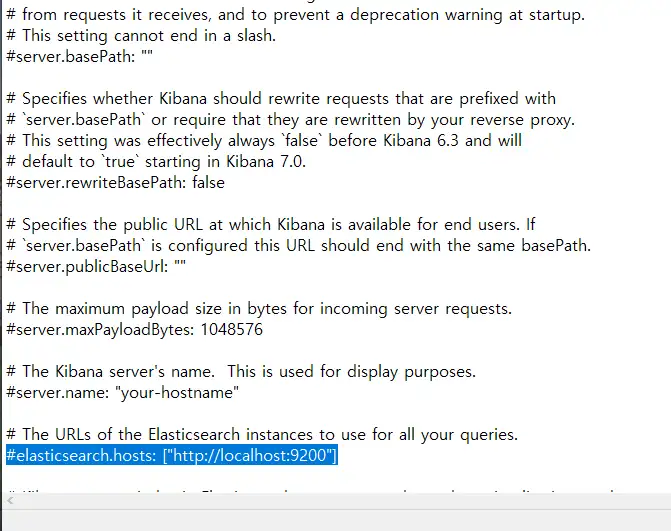 # from requests it receives, and to prevent a deprecation warning at startup.
# This setting cannot end in a slash.
#server.basePath: ""
# Specifies whether Kibana should rewrite requests that are prefixed with
# `server.basePath` or require that they are rewritten by your reverse proxy.
# This setting was effectively always `false` before Kibana 6.3 and will
# default to `true` starting in Kibana 7.0.
#server.rewriteBasePath: false
# Specifies the public URL at which Kibana is available for end users. If
# `server.basePath` is configured this URL should end with the same basePath.
#server.publicBaseUrl: ""
# The maximum payload size in bytes for incoming server requests.
#server.maxPayloadBytes: 1048576
# The Kibana server's name.  This is used for display purposes.
#server.name: "your-hostname"
# The URLs of the Elasticsearch instances to use for all your queries.
#elasticsearch.hosts: ["http://localhost:9200"]